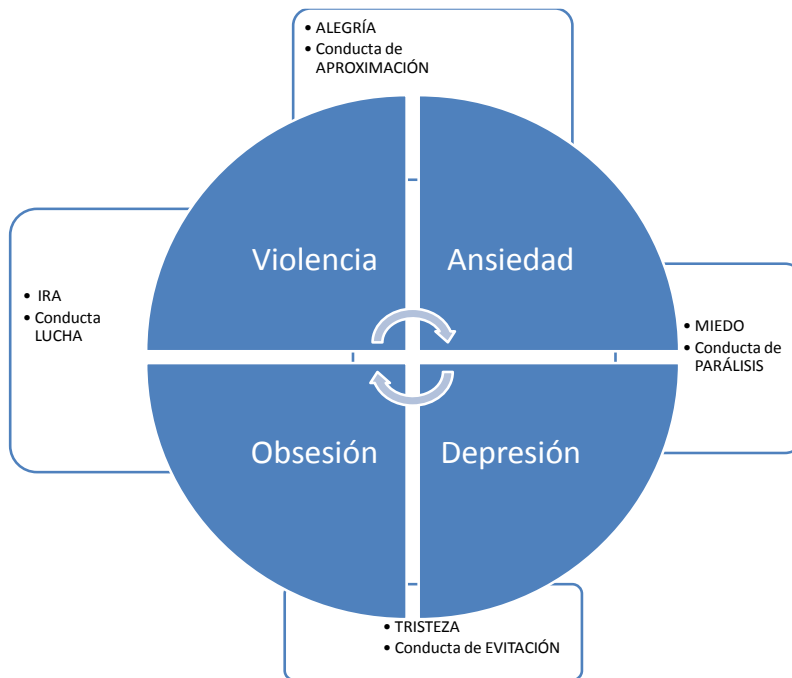 • ALEGRÍA
• Conducta de
APROXIMACIÓN
Violencia
Ansiedad
• IRA
• Conducta
LUCHA
• MIEDO
• Conducta de
PARÁLISIS
Obsesión
Depresión
• TRISTEZA
• Conducta de EVITACIÓN